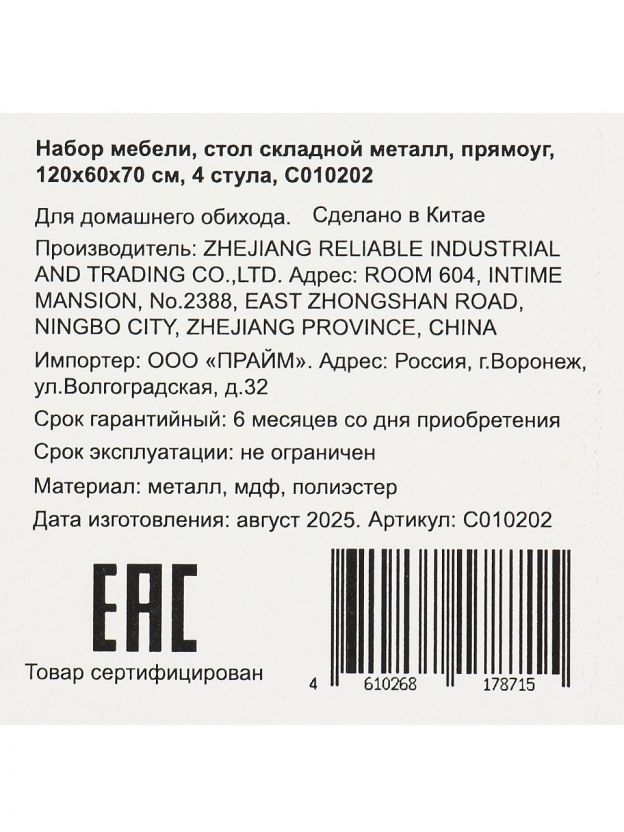 Набор мебели, стол складной металл, прямоуг,
120х60х70 см, 4 стула, С010202
Для домашнего обихода. Сделано в Китае
Производитель: ZHEJIANG RELIABLE INDUSTRIAL
AND TRADING CO.,LTD. Адрес: ROOM 604, INTIME
MANSION, No.2388, EAST ZHONGSHAN ROAD,
NINGBO CITY, ZHEJIANG PROVINCE, CHINA
Импортер: ООО «ПРАЙМ». Адрес: Россия, г.Воронеж,
ул.Волгоградская, д.32
Срок гарантийный: 6 месяцев со дня приобретения
Срок эксплуатации: не ограничен
Материал: металл, мдф, полиэстер
Дата изготовления: август 2025. Артикул: С010202
EAC
Товар сертифицирован
4 610268 178715